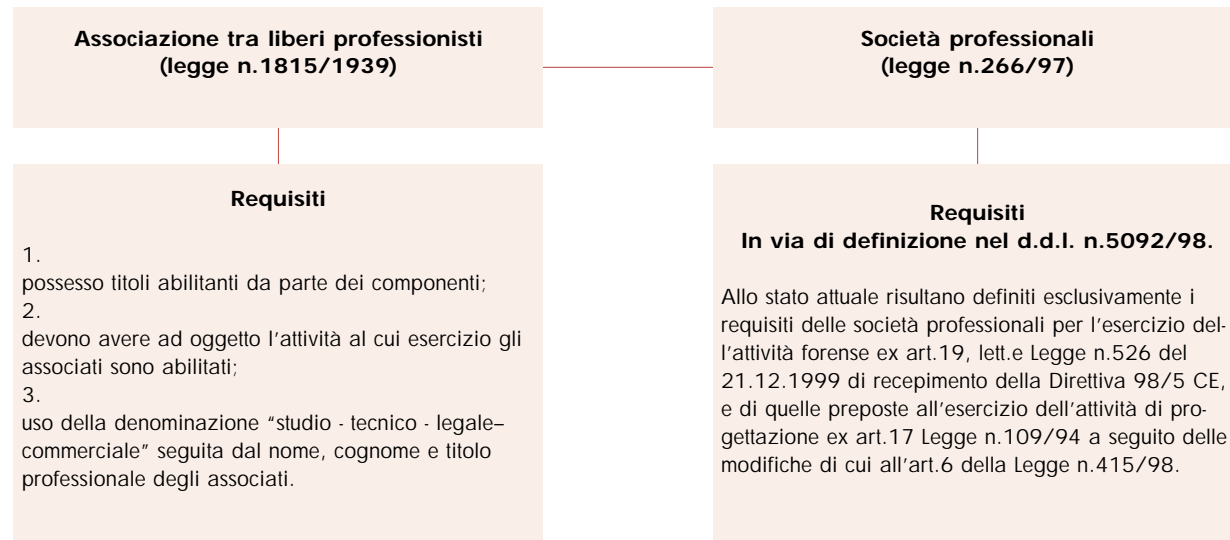 Associazione tra liberi professionisti
(legge n.1815/1939)
Società professionali
(legge n.266/97)
Requisiti
1.
possesso titoli abilitanti da parte dei componenti;
2.
devono avere ad oggetto l'attività al cui esercizio gli
associati sono abilitati;
3.
uso della denominazione "studio - tecnico - legale–
commerciale" seguita dal nome, cognome e titolo
professionale degli associati.
Requisiti
In via di definizione nel d.d.l. n.5092/98.
Allo stato attuale risultano definiti esclusivamente i
requisiti delle società professionali per l'esercizio del-
l'attività forense ex art.19, lett.e Legge n.526 del
21.12.1999 di recepimento della Direttiva 98/5 CE,
e di quelle preposte all'esercizio dell'attività di pro-
gettazione ex art.17 Legge n.109/94 a seguito delle
modifiche di cui all'art.6 della Legge n.415/98.